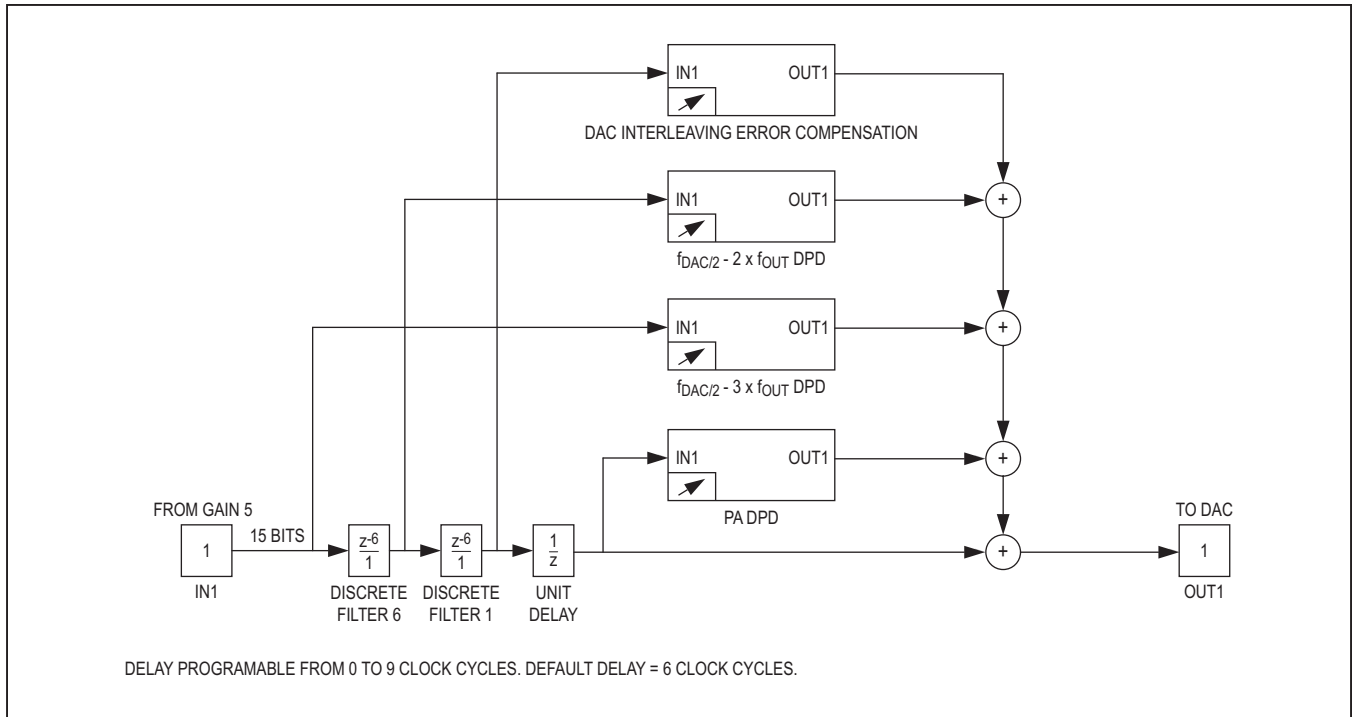 IN1 OUT1
DAC INTERLEAVING ERROR COMPENSATION
IN1 OUT1
+
fDAC/2 - 2 x fOUT DPD
IN1 OUT1
+
fDAC/2 - 3 x fOUT DPD
IN1 OUT1
+
PA DPD
FROM GAIN 5
1
IN1
15 BITS
z-6
1
DISCRETE
FILTER 6
z-6
1
DISCRETE
FILTER 1
1
z
UNIT
DELAY
+
TO DAC
1
OUT1
DELAY PROGRAMABLE FROM 0 TO 9 CLOCK CYCLES. DEFAULT DELAY = 6 CLOCK CYCLES.